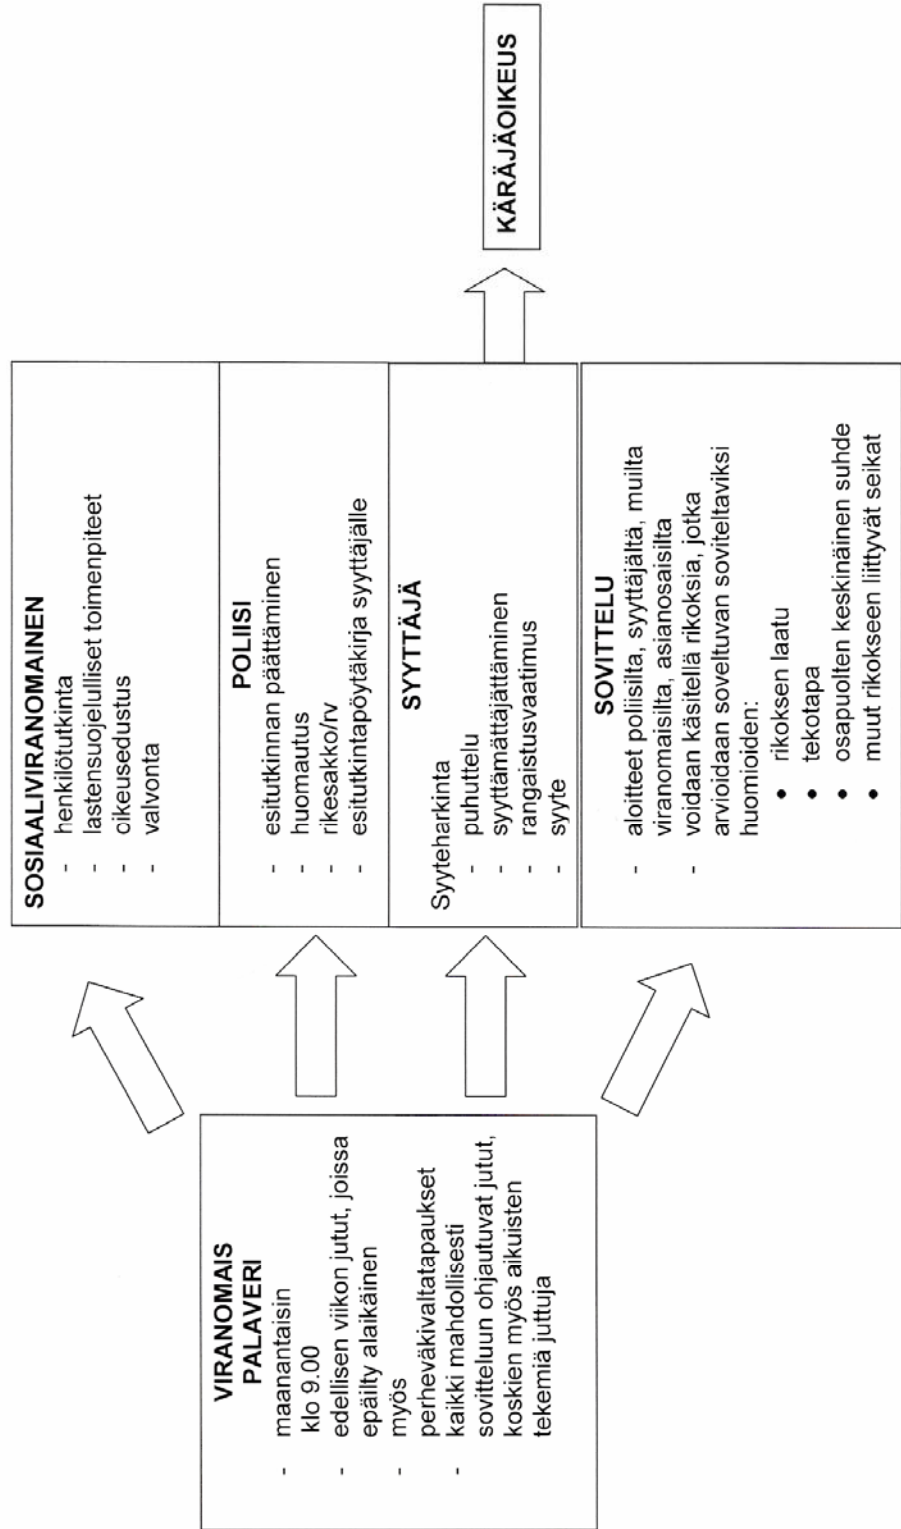 VIRANOMAIS
PALAVERI
- maanantaisin
klo 9.00
- edellisen viikon jutut, joissa
epäilty alaikäinen
- myös
perheväkivaltatapaukset
- kaikki mahdollisesti
sovitteluun ohjautuvat jutut,
koskien myös aikuisten
tekemiä juttuja
SOSIAALIVIRANOMAINEN
- henkilötutkinta
- lastensuojelulliset toimenpiteet
- oikeusedustus
- valvonta
POLIISI
- esitutkinnan päättäminen
- huomautus
- rikesakko/rv
- esitutkintapöytäkirja syyttäjälle
SYYTTÄJÄ
Syyteharkinta
- puhuttelu
- syyttämättäjättäminen
- rangaistusvaatimus
- syyte
SOVITTELU
- aloitteet poliisilta, syyttäjältä, muilta
viranomaisilta, asianosaisilta
- voidaan käsitellä rikoksia, jotka
arvioidaan soveltuvan soviteltaviksi
huomioiden:
• rikoksen laatu
• tekotapa
• osapuolten keskinäinen suhde
• muut rikokseen liittyvät seikat
KÄRÄJÄOIKEUS